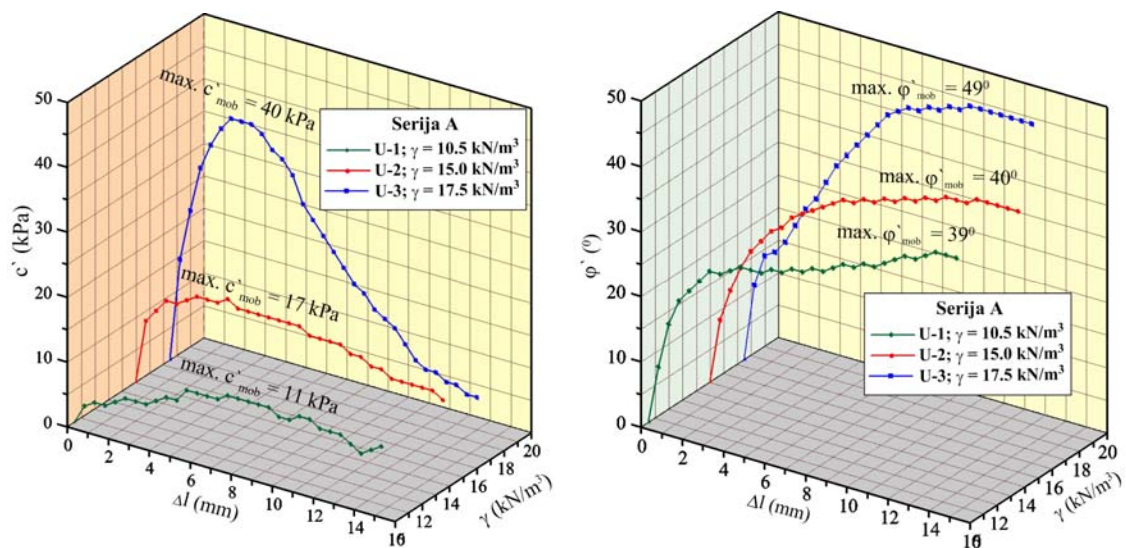 50
40
30
20
10
0
c` (kPa)
max. c`mob = 40 kPa
max. c`mob = 17 kPa
max. c`mob = 11 kPa
Serija A
U-1; γ = 10.5 kN/m³
U-2; γ = 15.0 kN/m³
U-3; γ = 17.5 kN/m³
0
2
4
6
8
10
12
14
Δl (mm)
12
14
16
18
20
γ (kN/m³)
50
40
30
20
10
0
φ` (⁰)
max. φ`mob = 49⁰
max. φ`mob = 40⁰
max. φ`mob = 39⁰
Serija A
U-1; γ = 10.5 kN/m³
U-2; γ = 15.0 kN/m³
U-3; γ = 17.5 kN/m³
0
2
4
6
8
10
12
14
Δl (mm)
12
14
16
18
20
γ (kN/m³)